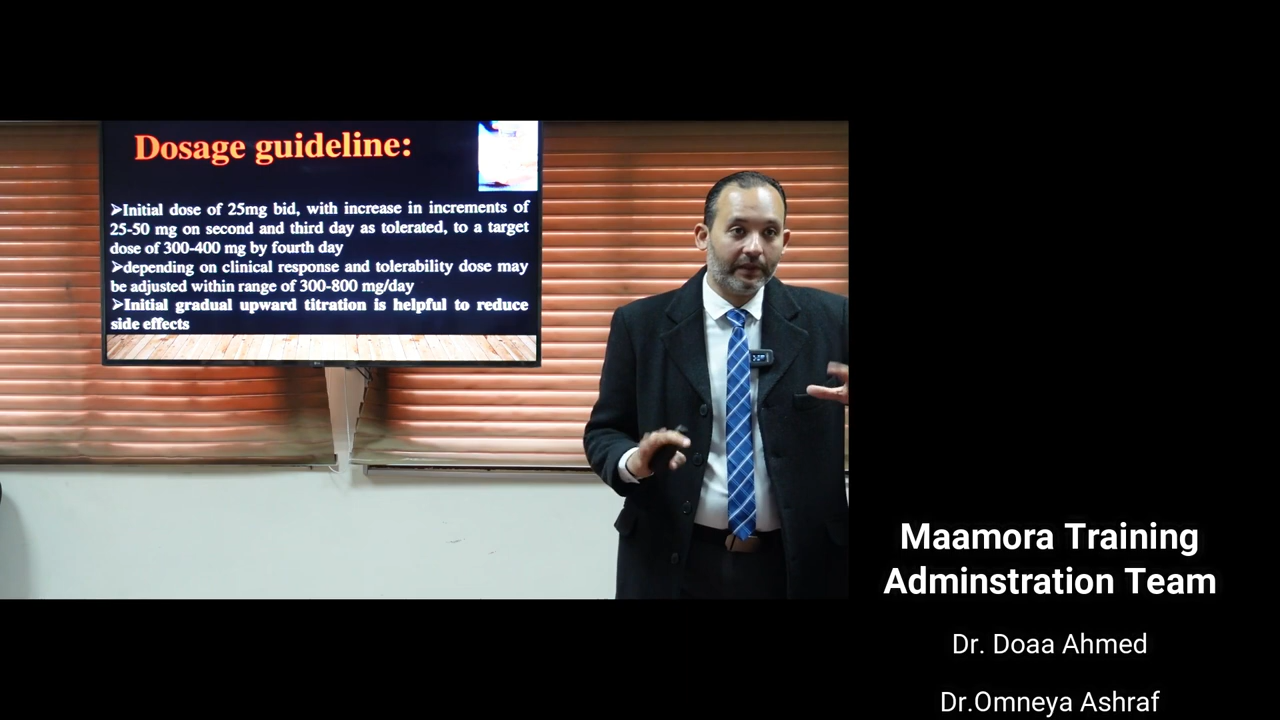 Dosage guideline:
➢Initial dose of 25mg bid, with increase in increments of
25-50 mg on second and third day as tolerated, to a target
dose of 300-400 mg by fourth day
➢depending on clinical response and tolerability dose may
be adjusted within range of 300-800 mg/day
➢Initial gradual upward titration is helpful to reduce
side effects
Maamora Training
Adminstration Team
Dr. Doaa Ahmed
Dr.Omneya Ashraf